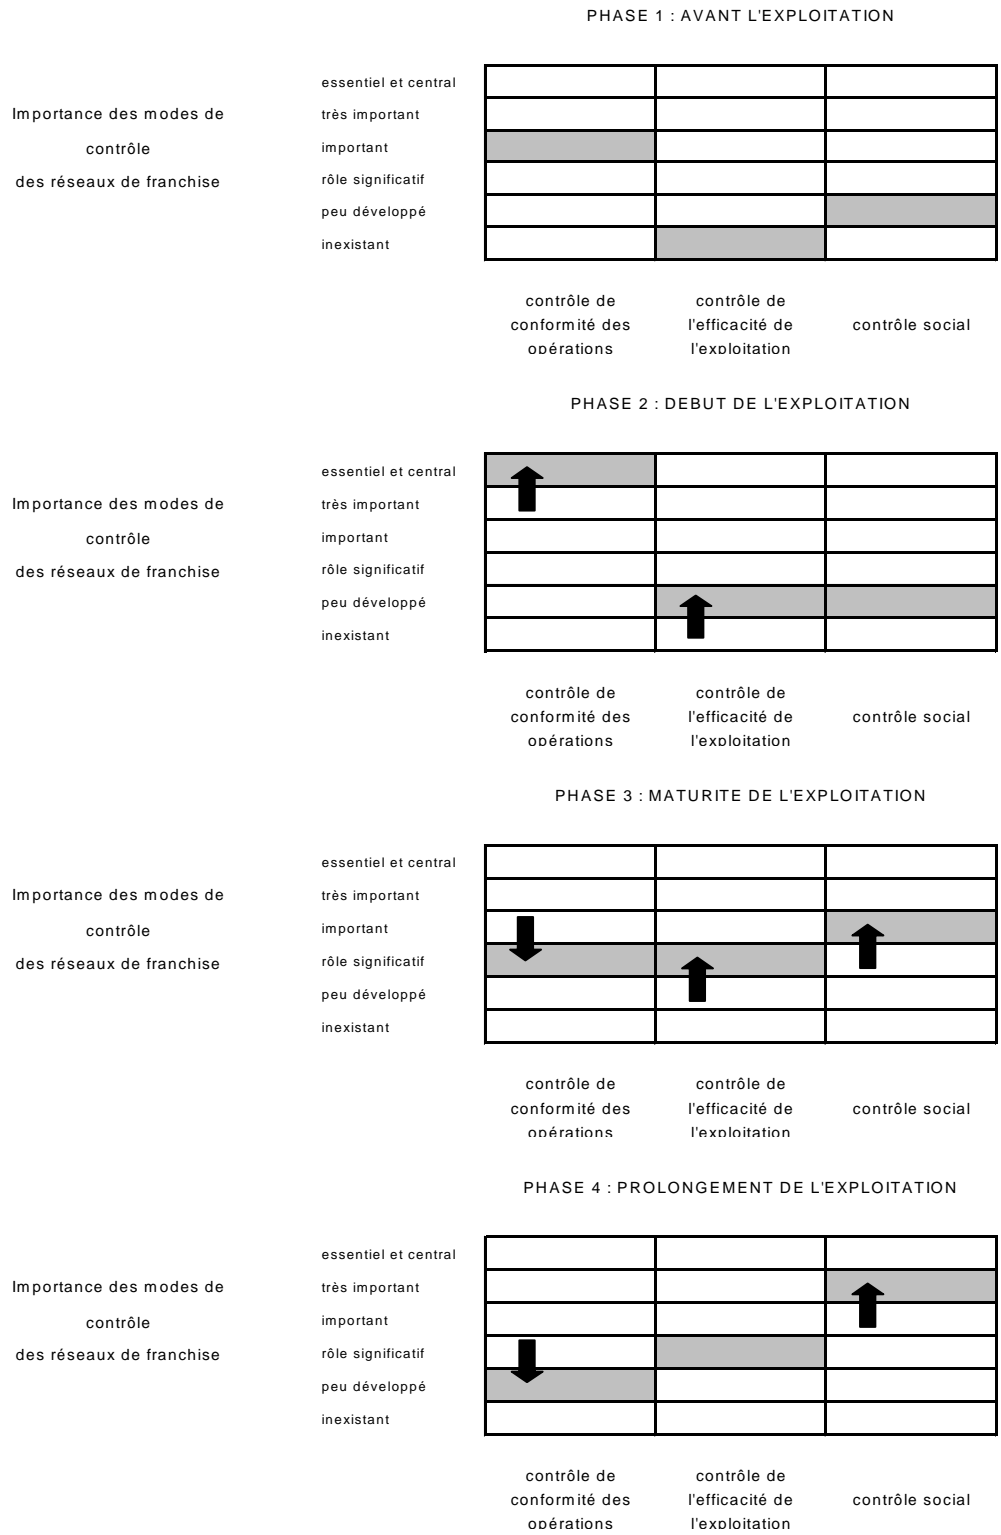 PHASE 1 : AVANT L'EXPLOITATION
essentiel et central
Importance des modes de
très important
contrôle
important
des réseaux de franchise
rôle significatif
peu développé
inexistant
contrôle de
contrôle de
conformité des
l'efficacité de
contrôle social
opérations
l'exploitation
PHASE 2 : DEBUT DE L'EXPLOITATION
essentiel et central
Importance des modes de
très important
contrôle
important
des réseaux de franchise
rôle significatif
peu développé
inexistant
contrôle de
contrôle de
conformité des
l'efficacité de
contrôle social
opérations
l'exploitation
PHASE 3 : MATURITE DE L'EXPLOITATION
essentiel et central
Importance des modes de
très important
contrôle
important
des réseaux de franchise
rôle significatif
peu développé
inexistant
contrôle de
contrôle de
conformité des
l'efficacité de
contrôle social
opérations
l'exploitation
PHASE 4 : PROLONGEMENT DE L'EXPLOITATION
essentiel et central
Importance des modes de
très important
contrôle
important
des réseaux de franchise
rôle significatif
peu développé
inexistant
contrôle de
contrôle de
conformité des
l'efficacité de
contrôle social
opérations
l'exploitation